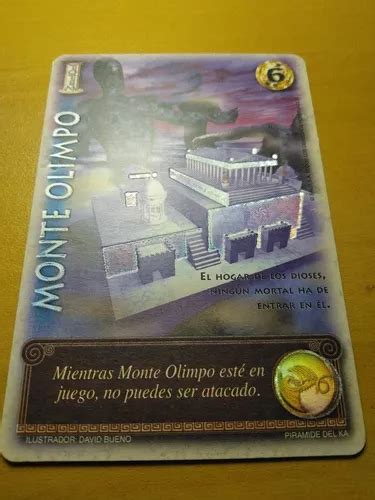 6
MONTE OLIMPO
EL HOGAR DE LOS DIOSES,
NINGÚN MORTAL HA DE
ENTRAR EN ÉL.
Mientras Monte Olimpo esté en
juego, no puedes ser atacado.
ILUSTRADOR: DAVID BUENO
PIRAMIDE DEL KA